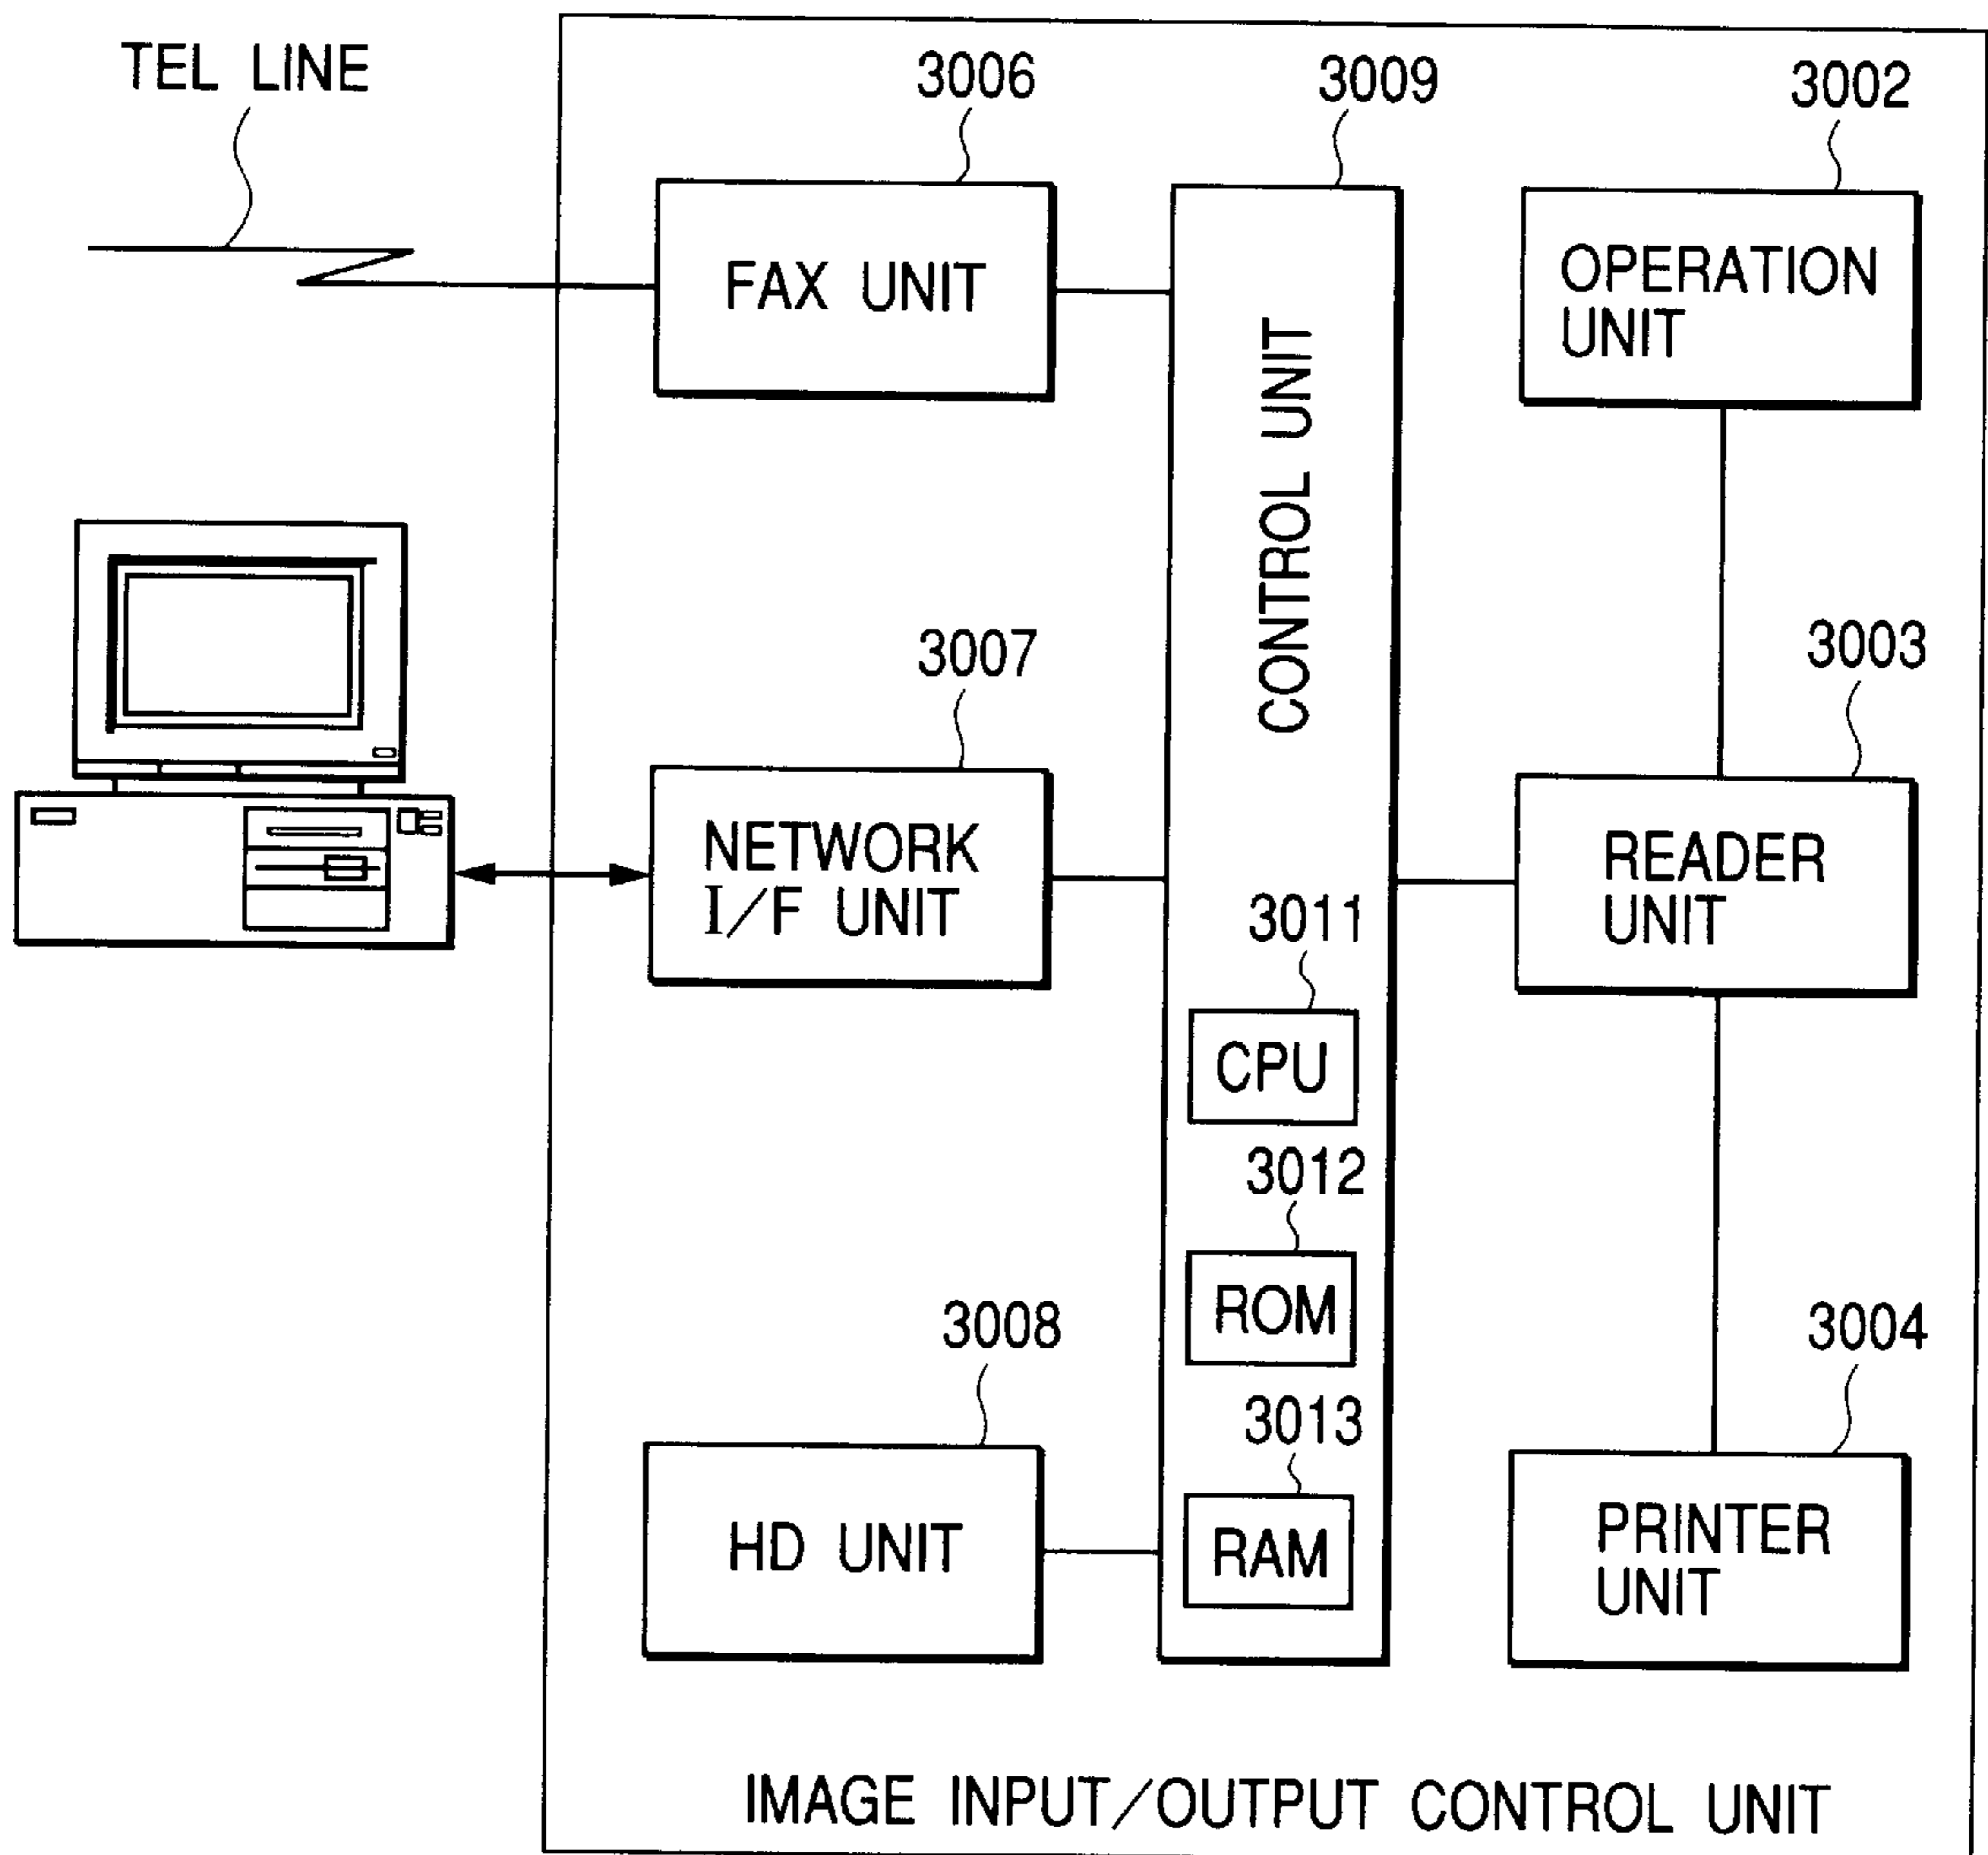 TEL LINE
3006
3009
3002
FAX UNIT
OPERATION
UNIT
CONTROL UNIT
3007
3003
NETWORK
I/F UNIT
READER
UNIT
3011
CPU
3012
ROM
3008
3004
3013
HD UNIT
RAM
PRINTER
UNIT
IMAGE INPUT/OUTPUT CONTROL UNIT